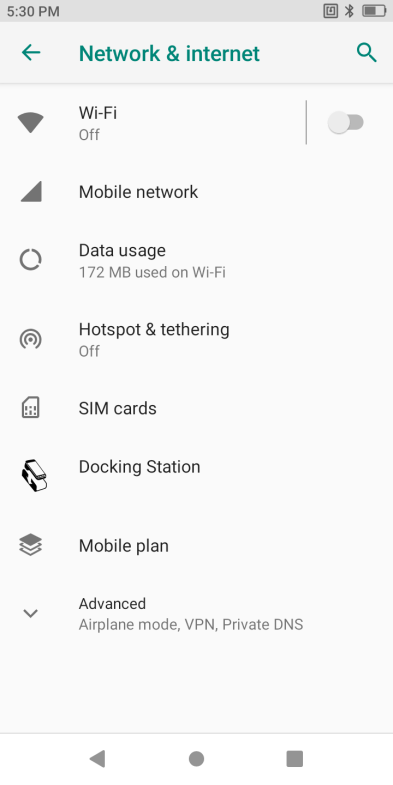 5:30 PM
Network & internet
Wi-Fi
Off
Mobile network
Data usage
172 MB used on Wi-Fi
Hotspot & tethering
Off
SIM cards
Docking Station
Mobile plan
Advanced
Airplane mode, VPN, Private DNS